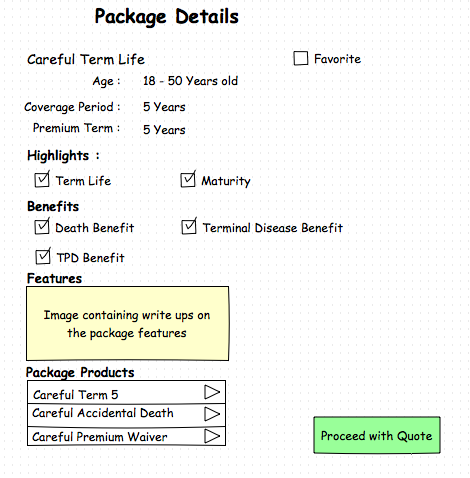 Package Details
Careful Term Life
Favorite
Age : 18 - 50 Years old
Coverage Period : 5 Years
Premium Term : 5 Years
Highlights :
Term Life
Maturity
Benefits
Death Benefit
Terminal Disease Benefit
TPD Benefit
Features
Image containing write ups on
the package features
Package Products
Careful Term 5
Careful Accidental Death
Careful Premium Waiver
Proceed with Quote